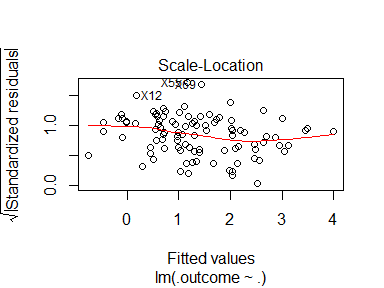 Scale-Location
√|Standardized residuals|
X12
X69
0.0
1.0
0
1
2
3
4
Fitted values
lm(.outcome ~ .)